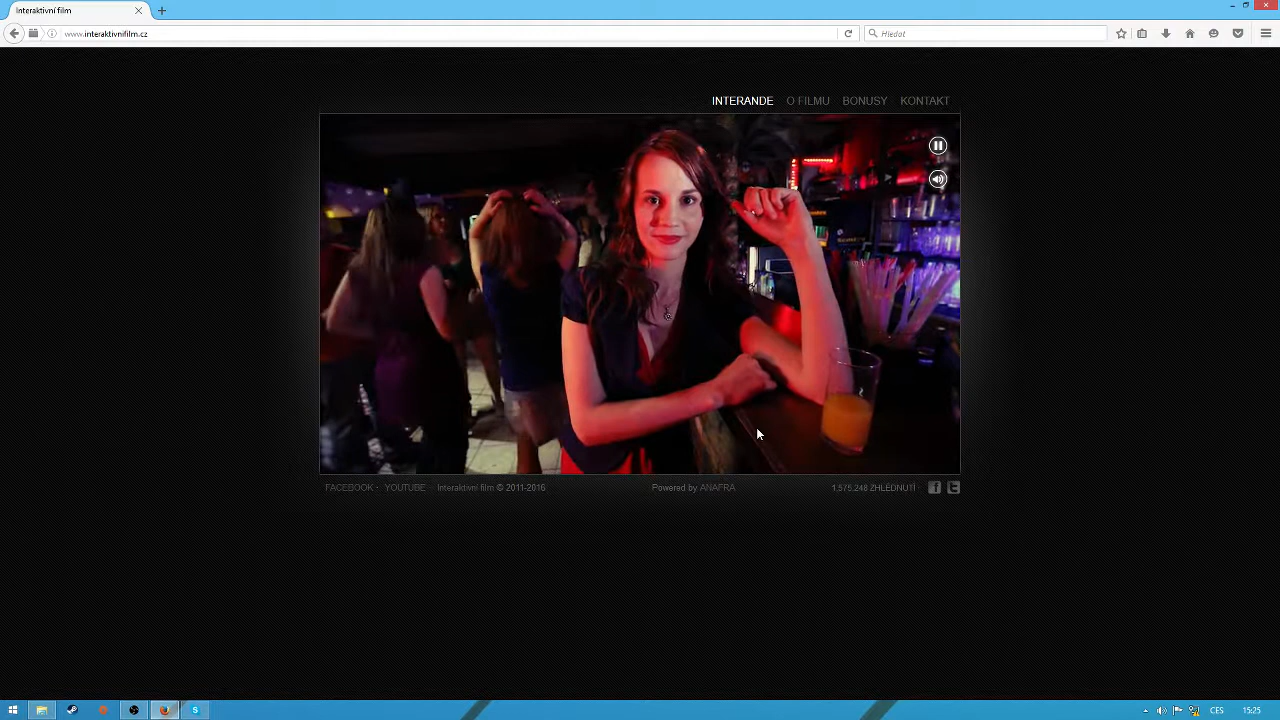 Interaktivní film
www.interaktivnifilm.cz
Hledat
INTERANDE O FILMU BONUSY KONTAKT
FACEBOOK · YOUTUBE · Interaktivní film © 2011-2016
Powered by ANAFRA
1,575,248 ZHLÉDNUTÍ ·
CES 15:25